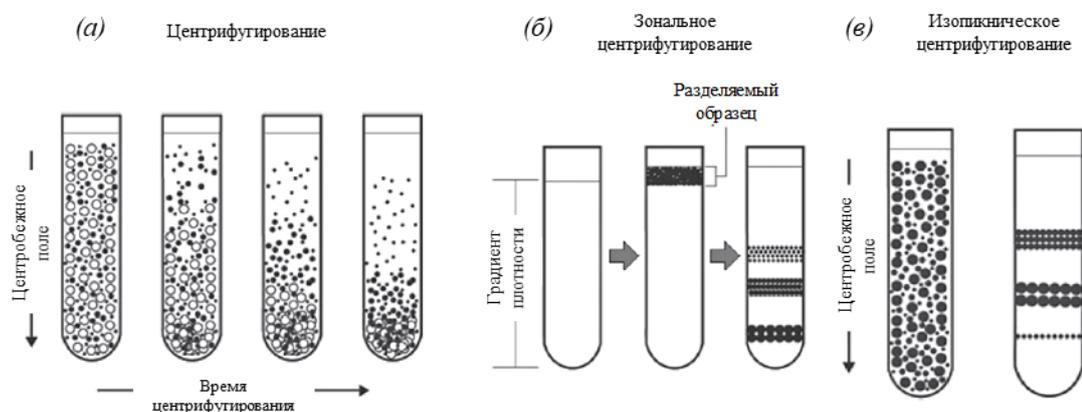 (а)
Центрифугирование
Центробежное
поле
Время
центрифугирования
(б)
Зональное
центрифугирование
Разделяемый
образец
Градиент
плотности
(в)
Изопикническое
центрифугирование
Центробежное
поле